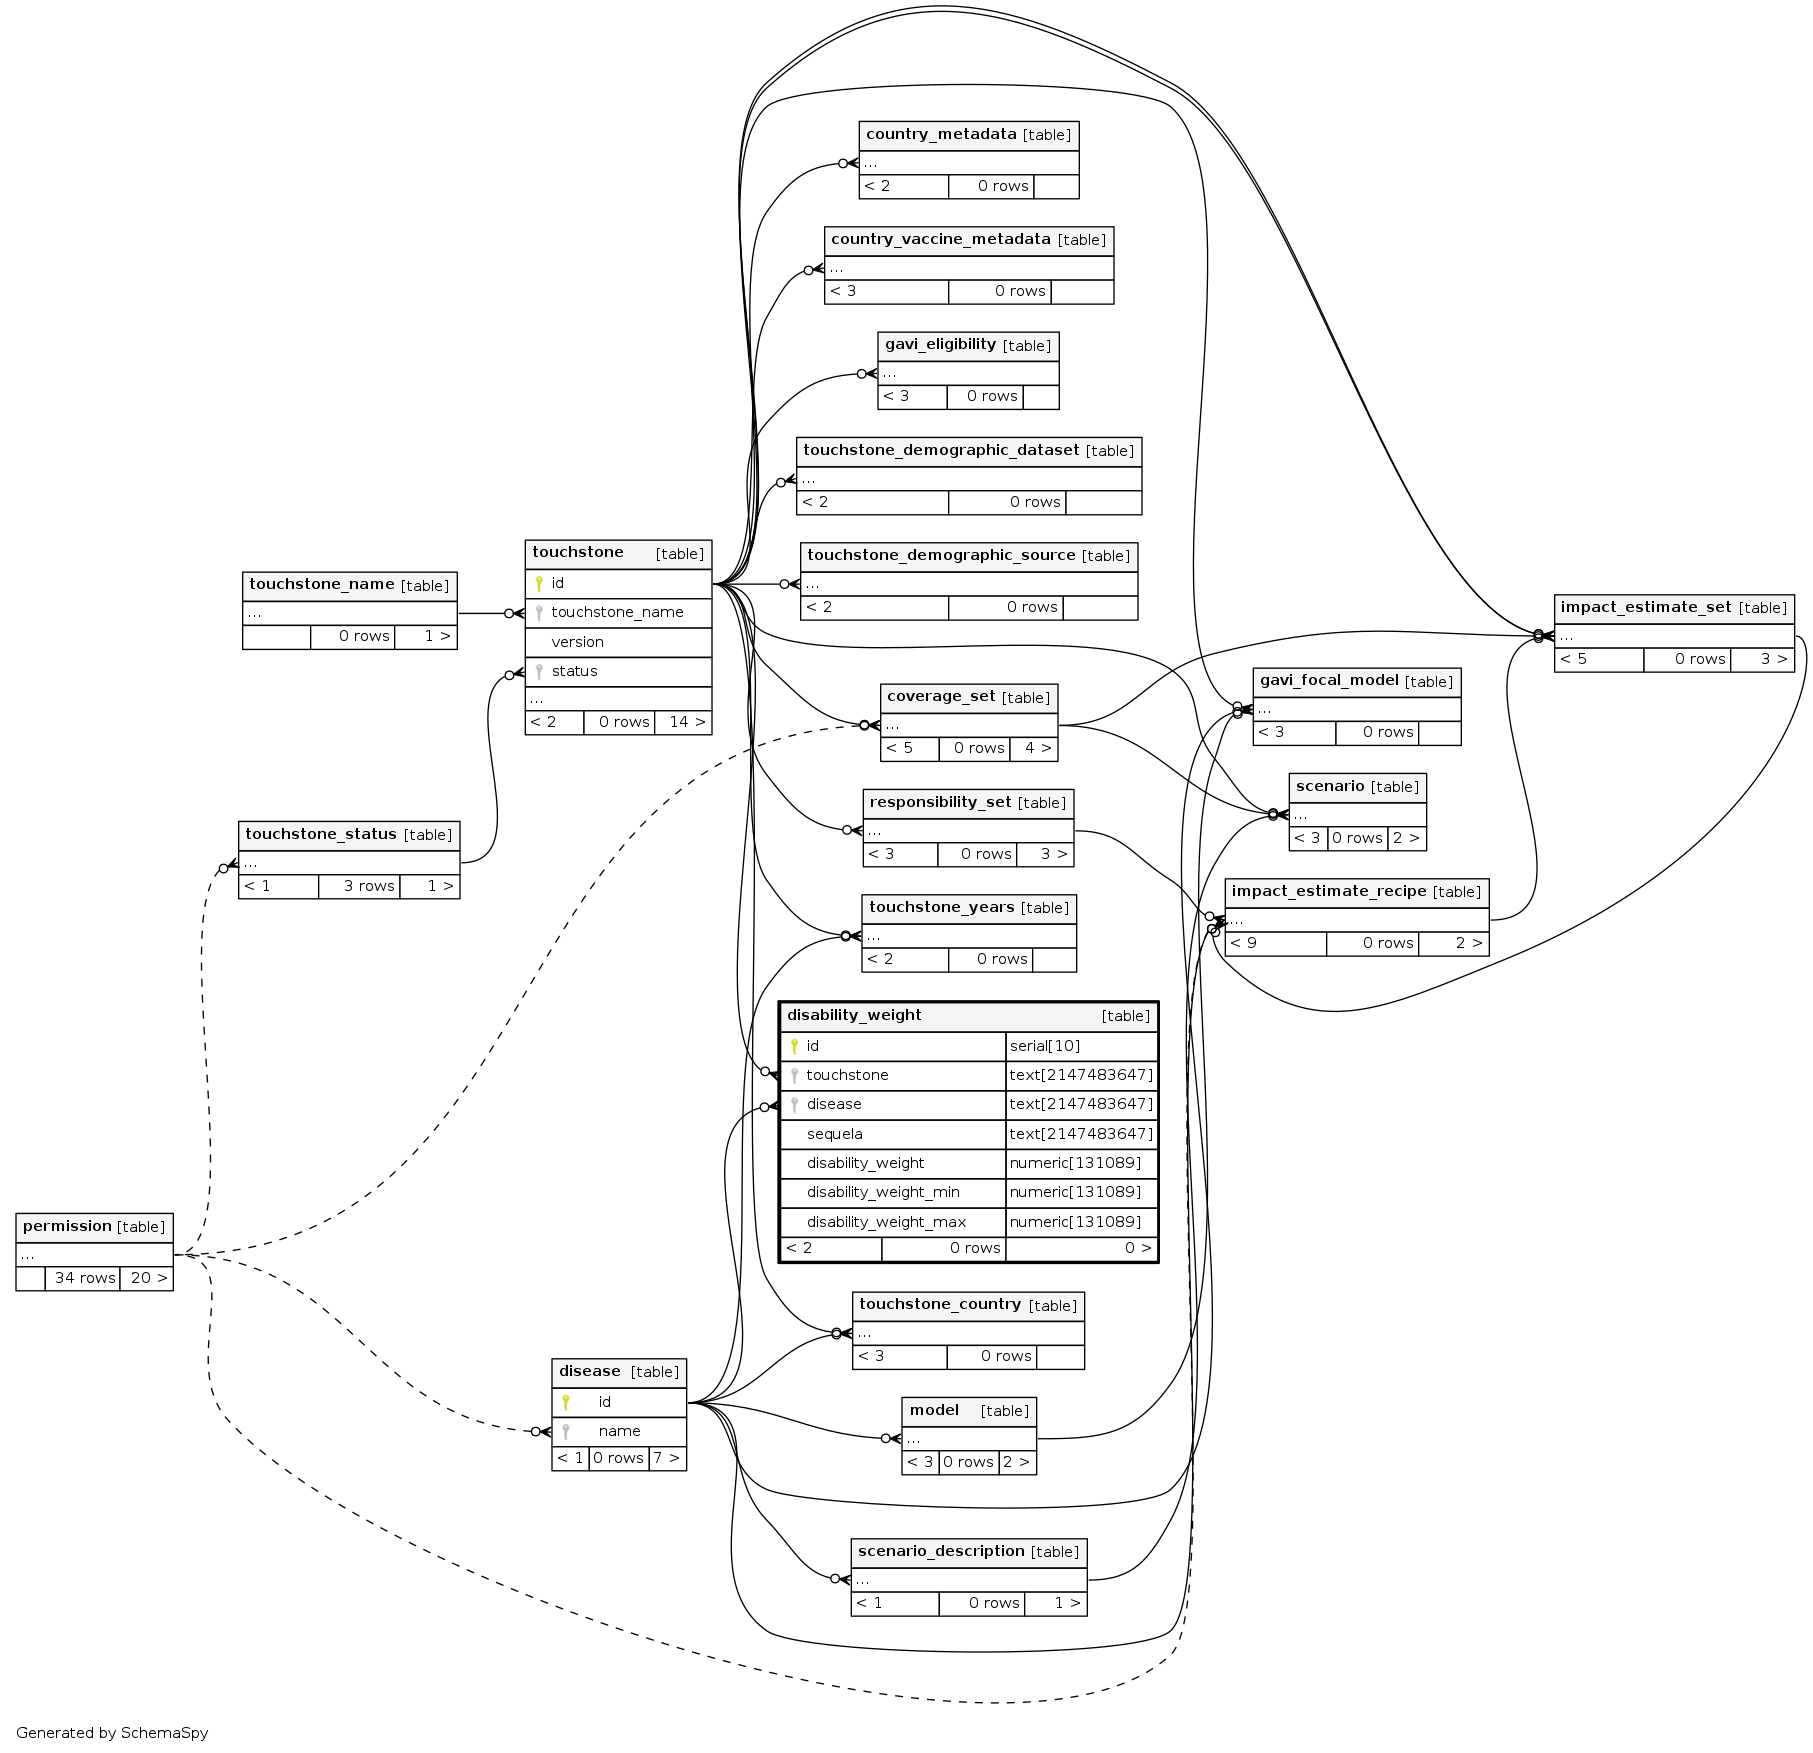 country_metadata [table]
...
< 2 0 rows
country_vaccine_metadata [table]
...
< 3 0 rows
gavi_eligibility [table]
...
< 3 0 rows
touchstone_demographic_dataset [table]
...
< 2 0 rows
touchstone_demographic_source [table]
...
< 2 0 rows
touchstone [table]
id
touchstone_name
version
status
...
< 2 0 rows 14 >
touchstone_name [table]
...
0 rows 1 >
impact_estimate_set [table]
...
< 5 0 rows 3 >
gavi_focal_model [table]
...
< 3 0 rows
coverage_set [table]
...
< 5 0 rows 4 >
scenario [table]
...
< 3 0 rows 2 >
responsibility_set [table]
...
< 3 0 rows 3 >
touchstone_status [table]
...
< 1 3 rows 1 >
impact_estimate_recipe [table]
...
< 9 0 rows 2 >
touchstone_years [table]
...
< 2 0 rows
disability_weight [table]
id serial[10]
touchstone text[2147483647]
disease text[2147483647]
sequela text[2147483647]
disability_weight numeric[131089]
disability_weight_min numeric[131089]
disability_weight_max numeric[131089]
< 2 0 rows 0 >
permission [table]
...
34 rows 20 >
touchstone_country [table]
...
< 3 0 rows
disease [table]
id
name
< 1 0 rows 7 >
model [table]
...
< 3 0 rows 2 >
scenario_description [table]
...
< 1 0 rows 1 >
Generated by SchemaSpy